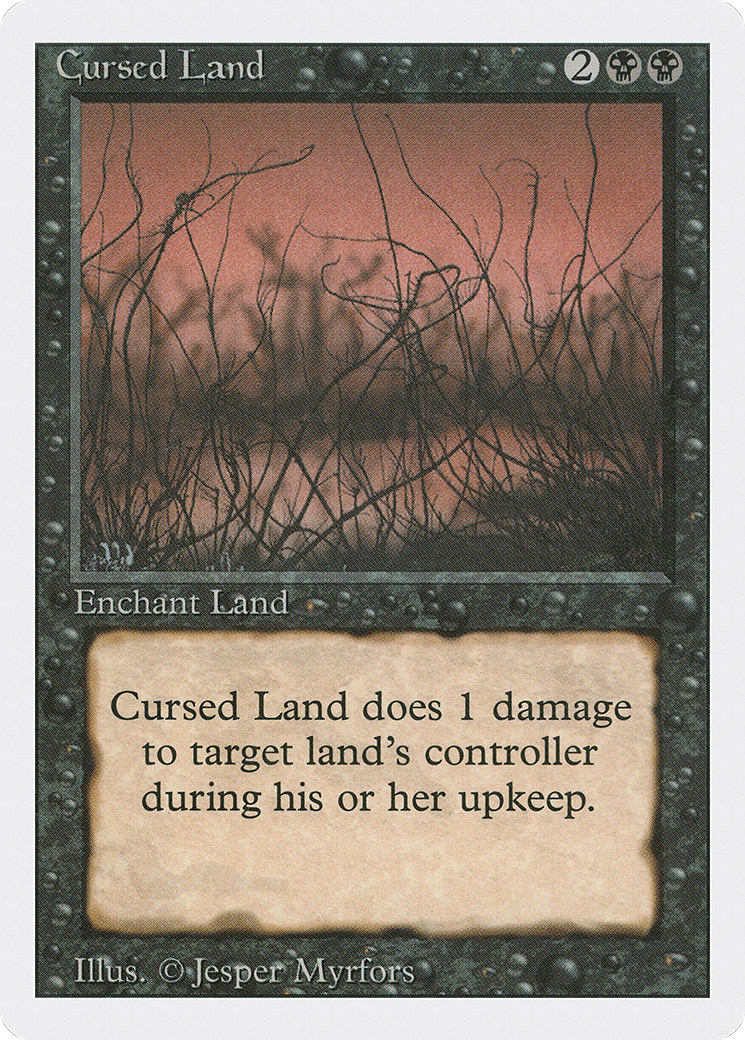 Cursed Land 2
Enchant Land
Cursed Land does 1 damage
to target land's controller
during his or her upkeep.
Illus. © Jesper Myrfors